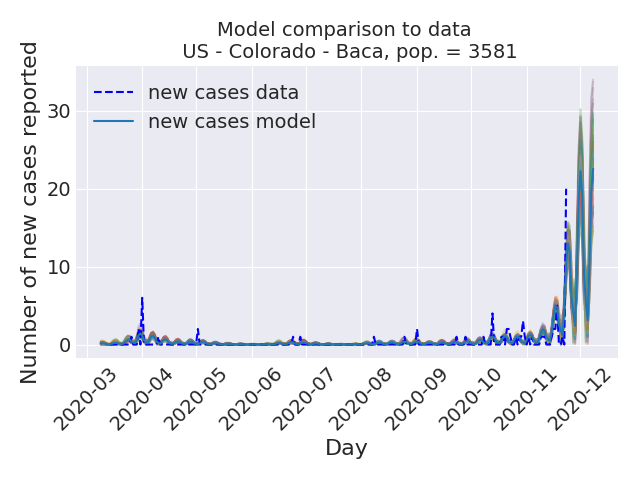 Model comparison to data
US - Colorado - Baca, pop. = 3581
Number of new cases reported
30
20
10
0
new cases data
new cases model
2020-03
2020-04
2020-05
2020-06
2020-07
2020-08
2020-09
2020-10
2020-11
2020-12
Day